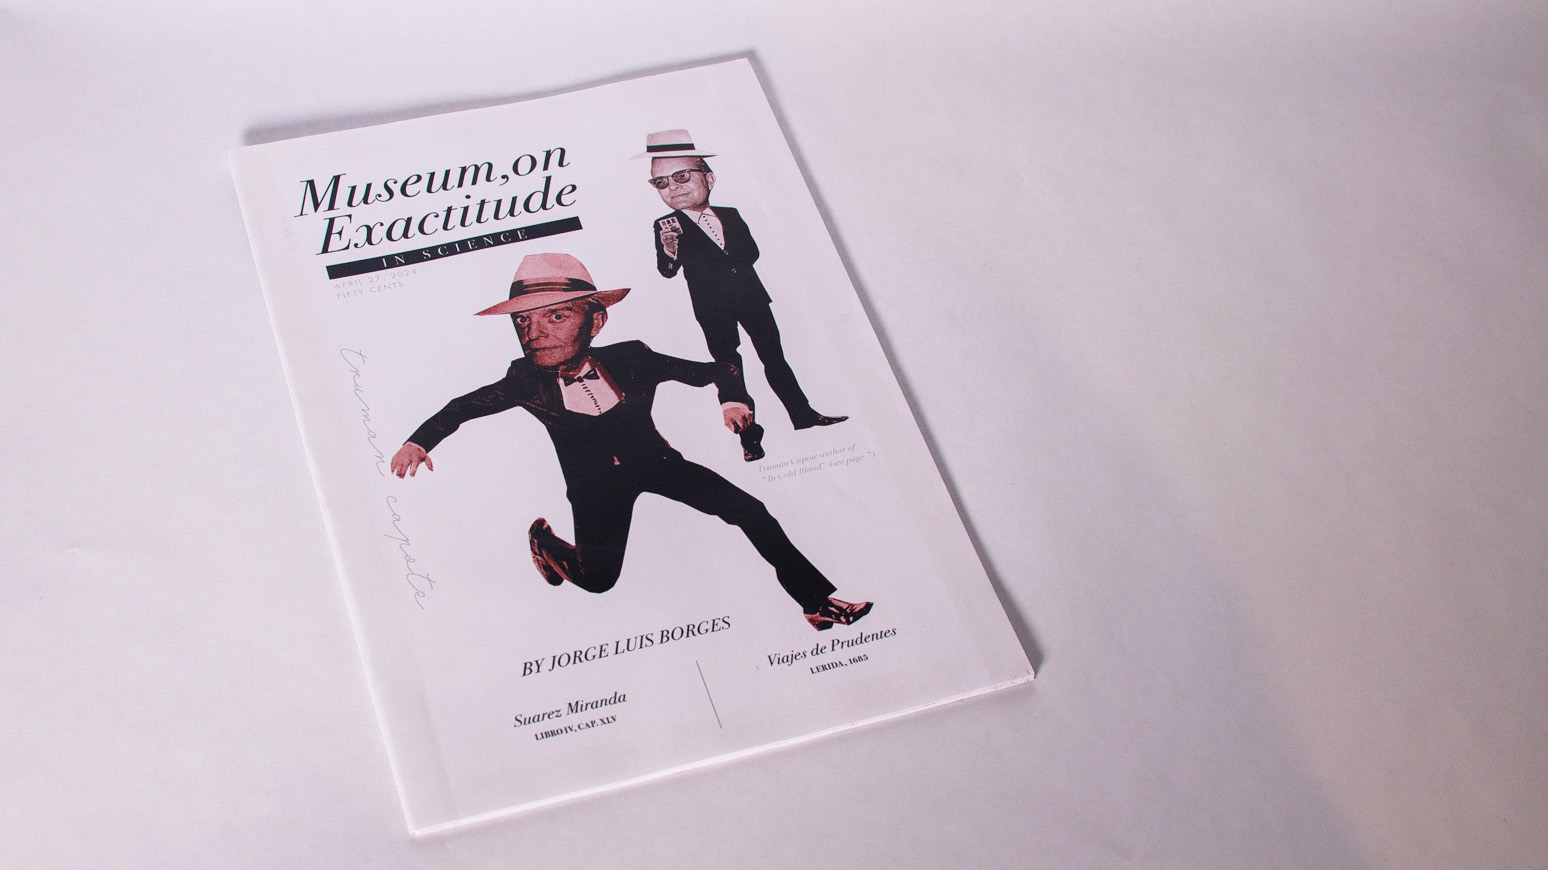 Museum,on
Exactitude
IN SCIENCE
APRIL 27, 2024
FIFTY CENTS
truman capote
Truman Capote author of
"In Cold Blood" (see page 7)
BY JORGE LUIS BORGES
Suarez Miranda
LIBRO IV, CAP. XLV
Viajes de Prudentes
LERIDA, 1685